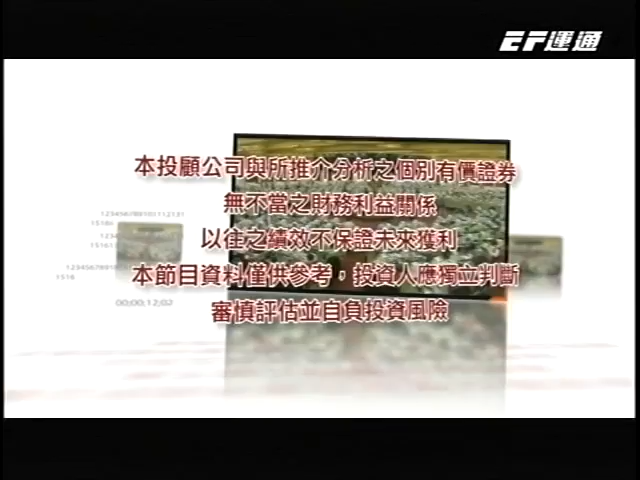 EF運通
本投顧公司與所推介分析之個別有價證券
無不當之財務利益關係
以往之績效不保證未來獲利
本節目資料僅供參考，投資人應獨立判斷
審慎評估並自負投資風險
123456789101112131
00;00;12;02